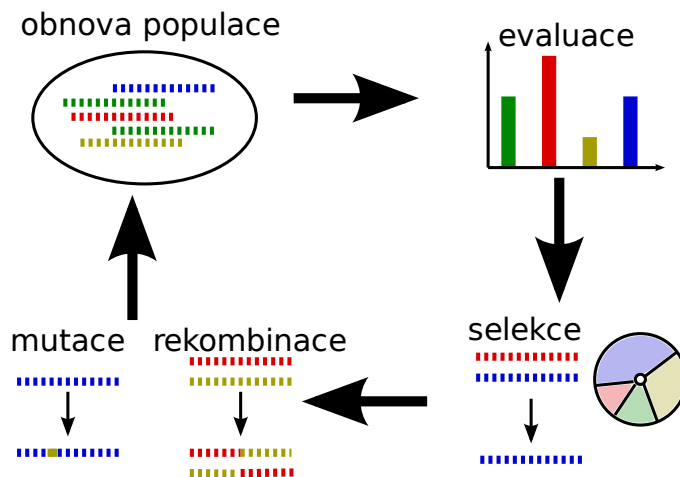 obnova populace
evaluace
mutace
rekombinace
selekce